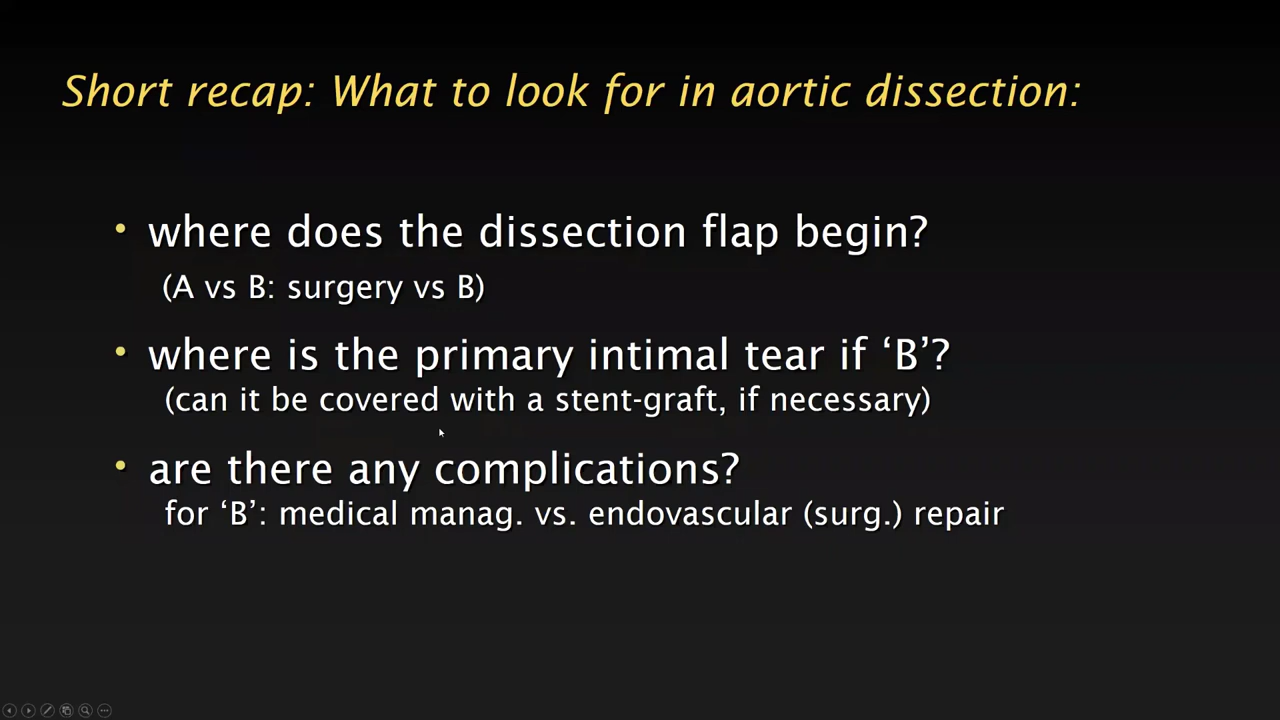 Short recap: What to look for in aortic dissection:
• where does the dissection flap begin?
(A vs B: surgery vs B)
• where is the primary intimal tear if ‘B’?
(can it be covered with a stent-graft, if necessary)
• are there any complications?
for ‘B’: medical manag. vs. endovascular (surg.) repair